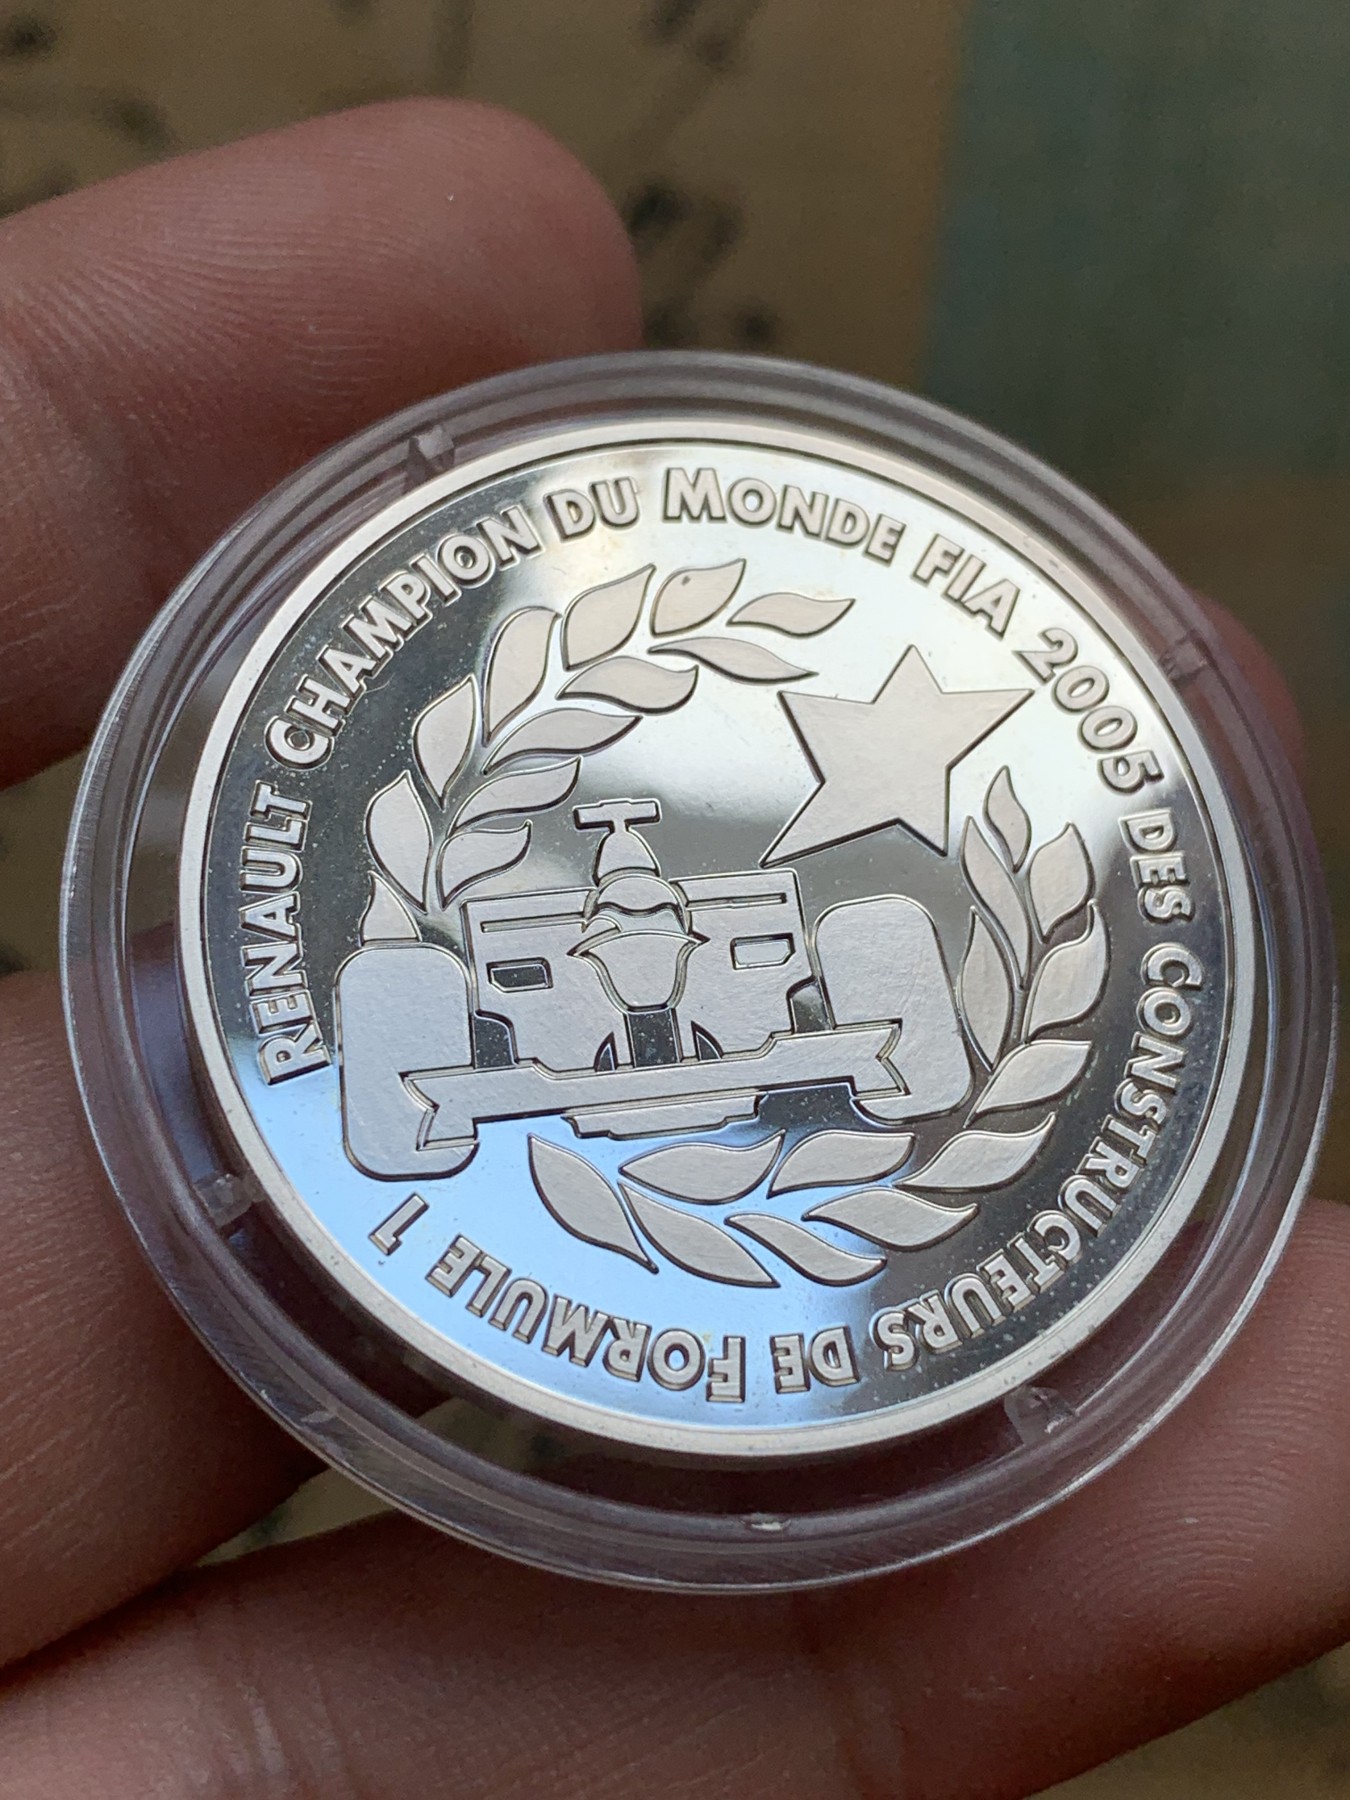 RENAULT CHAMPION DU MONDE FIA 2005 DES CONSTRUCTEURS DE FORMULE 1